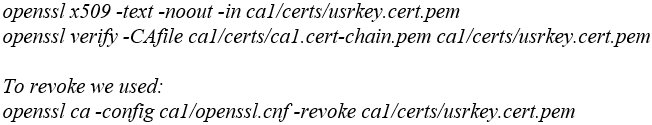 openssl x509 -text -noout -in ca1/certs/usrkey.cert.pem
openssl verify -CAfile ca1/certs/ca1.cert-chain.pem ca1/certs/usrkey.cert.pem
To revoke we used:
openssl ca -config ca1/openssl.cnf -revoke ca1/certs/usrkey.cert.pem